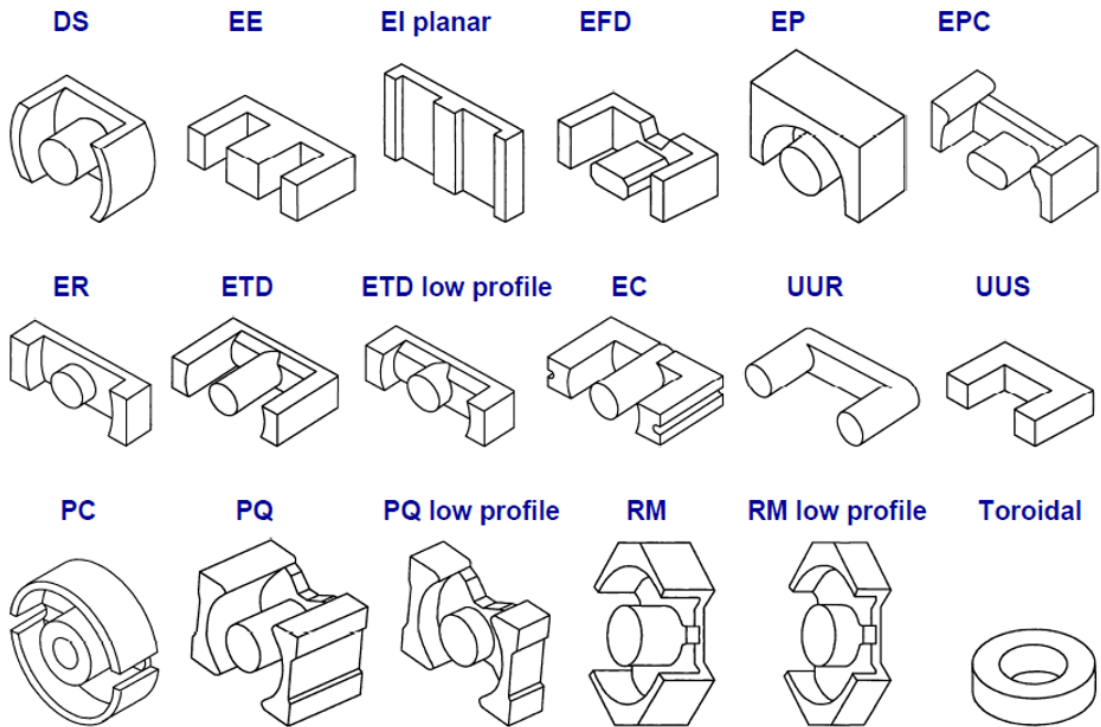 DS EE EI planar EFD EP EPC
ER ETD ETD low profile EC UUR UUS
PC PQ PQ low profile RM RM low profile Toroidal